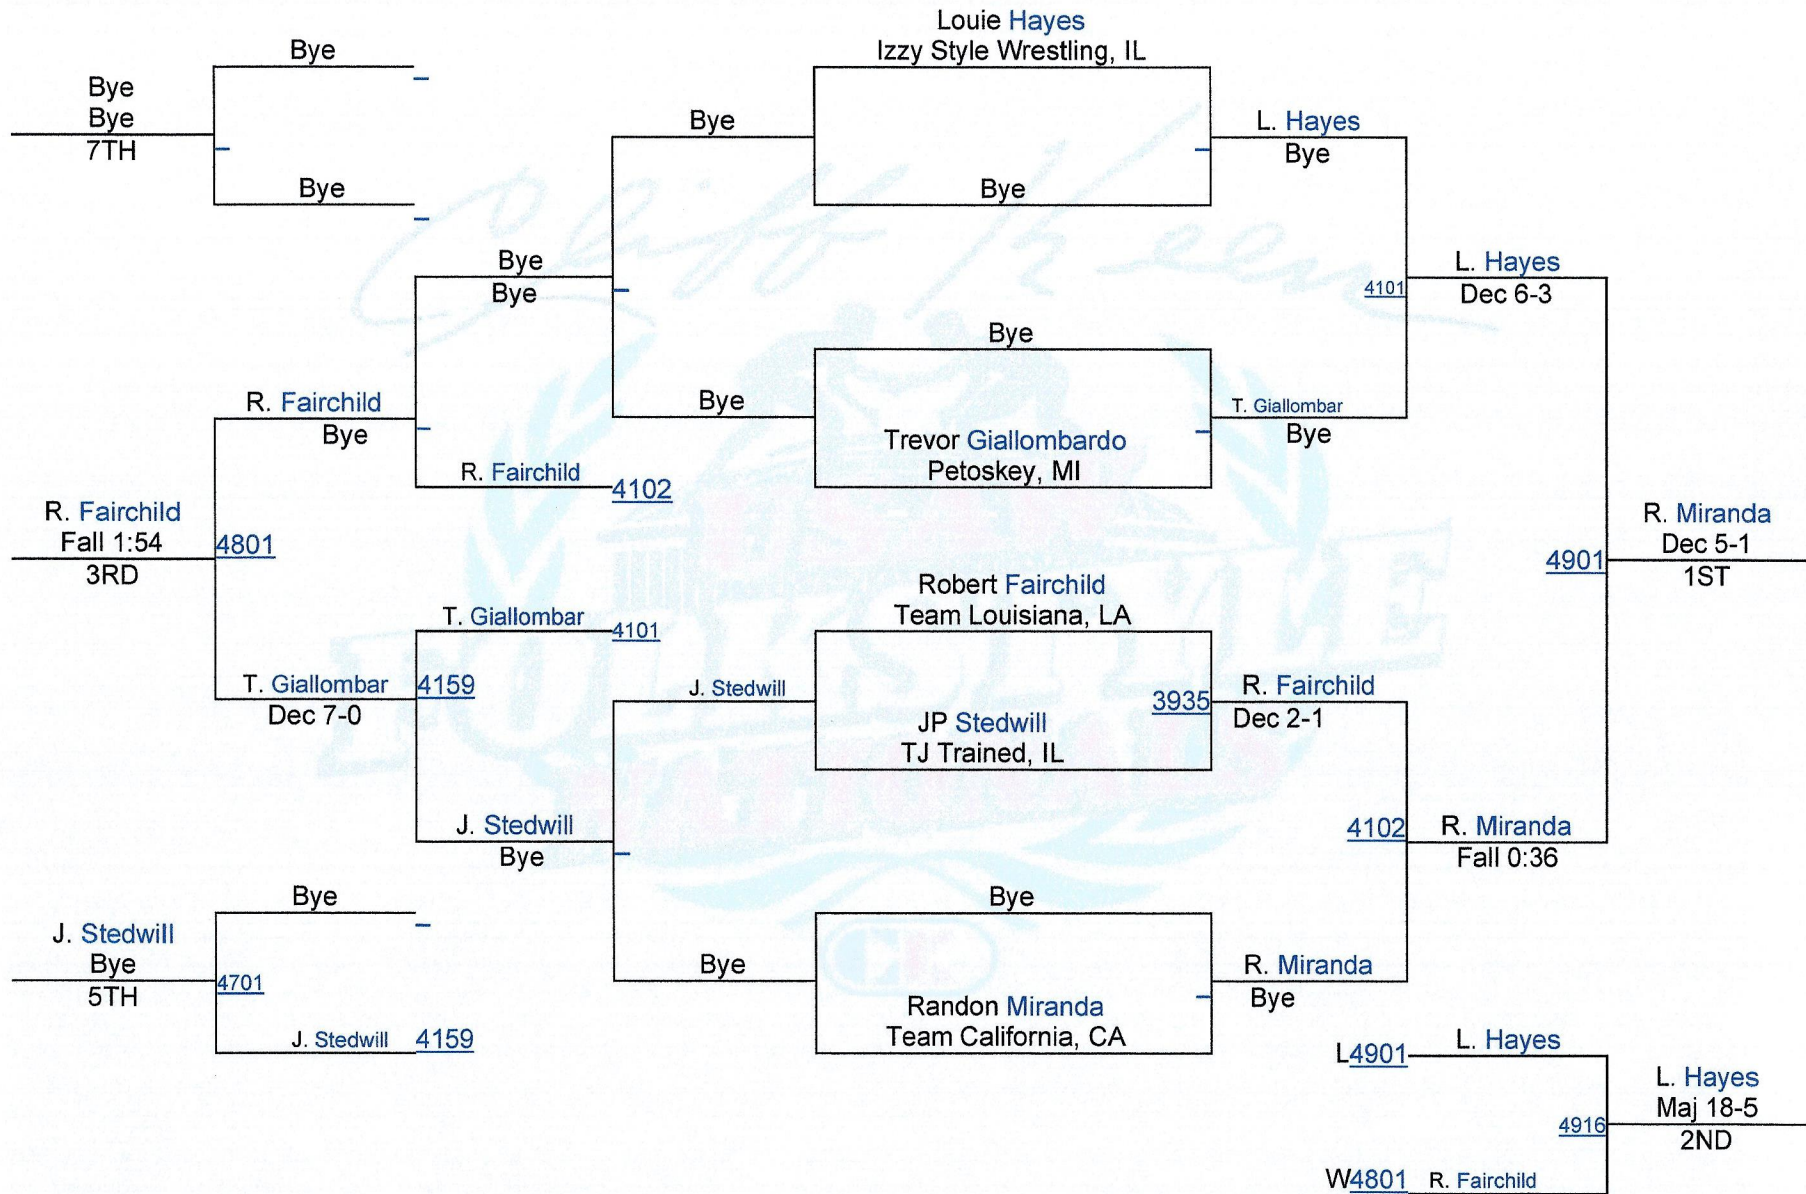 Louie Hayes
Izzy Style Wrestling, IL
Bye
Bye
Bye
7TH
Bye
Bye
L. Hayes
Bye
Bye
Bye
Bye
L. Hayes
Dec 6-3
4101
Bye
Bye
T. Giallombar
Bye
Trevor Giallombardo
Petoskey, MI
R. Fairchild
Bye
R. Fairchild
4102
R. Fairchild
Fall 1:54
3RD
4801
R. Miranda
Dec 5-1
1ST
4901
Robert Fairchild
Team Louisiana, LA
T. Giallombar
4101
T. Giallombar
Dec 7-0
4159
J. Stedwill
3935
R. Fairchild
Dec 2-1
JP Stedwill
TJ Trained, IL
J. Stedwill
Bye
4102
R. Miranda
Fall 0:36
Bye
Bye
J. Stedwill
Bye
5TH
4701
Bye
R. Miranda
Bye
Randon Miranda
Team California, CA
J. Stedwill
4159
L4901
L. Hayes
L. Hayes
Maj 18-5
2ND
4916
W4801
R. Fairchild
Cliff Keen
FOLKSTYLE
NATIONALS